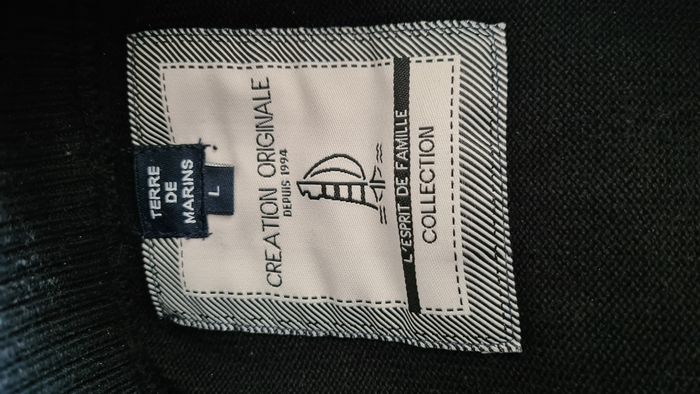 TERRE
DE
MARINS
L
CREATION ORIGINALE
DEPUIS 1994
L'ESPRIT DE FAMILLE
COLLECTION